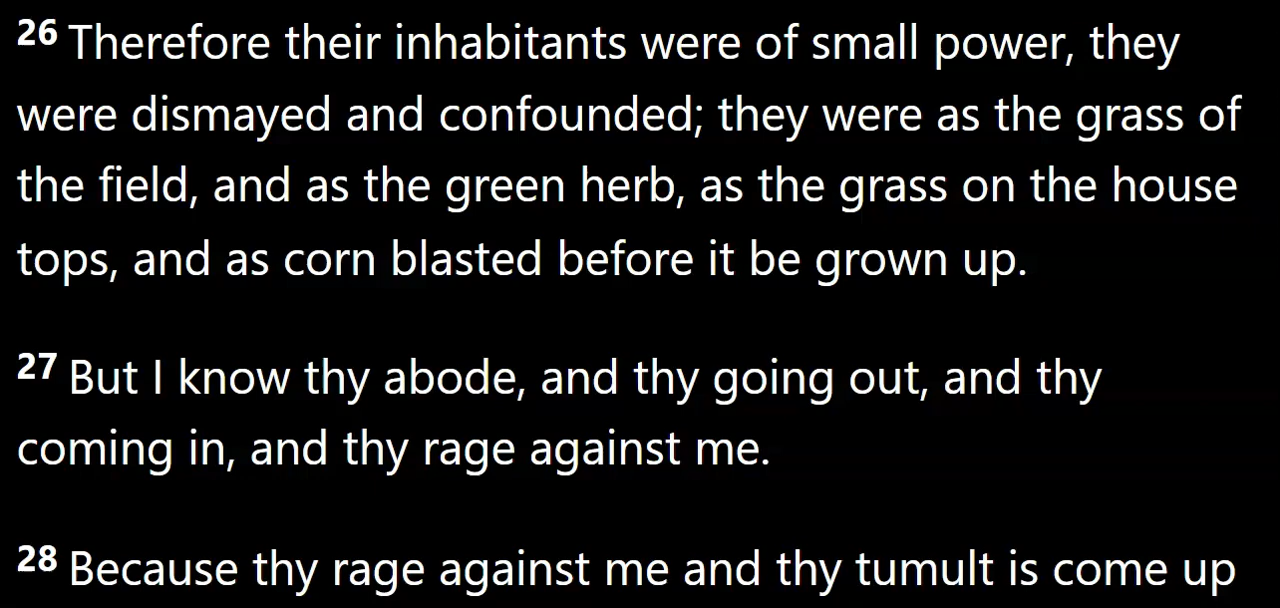 26 Therefore their inhabitants were of small power, they
were dismayed and confounded; they were as the grass of
the field, and as the green herb, as the grass on the house
tops, and as corn blasted before it be grown up.
27 But I know thy abode, and thy going out, and thy
coming in, and thy rage against me.
28 Because thy rage against me and thy tumult is come up